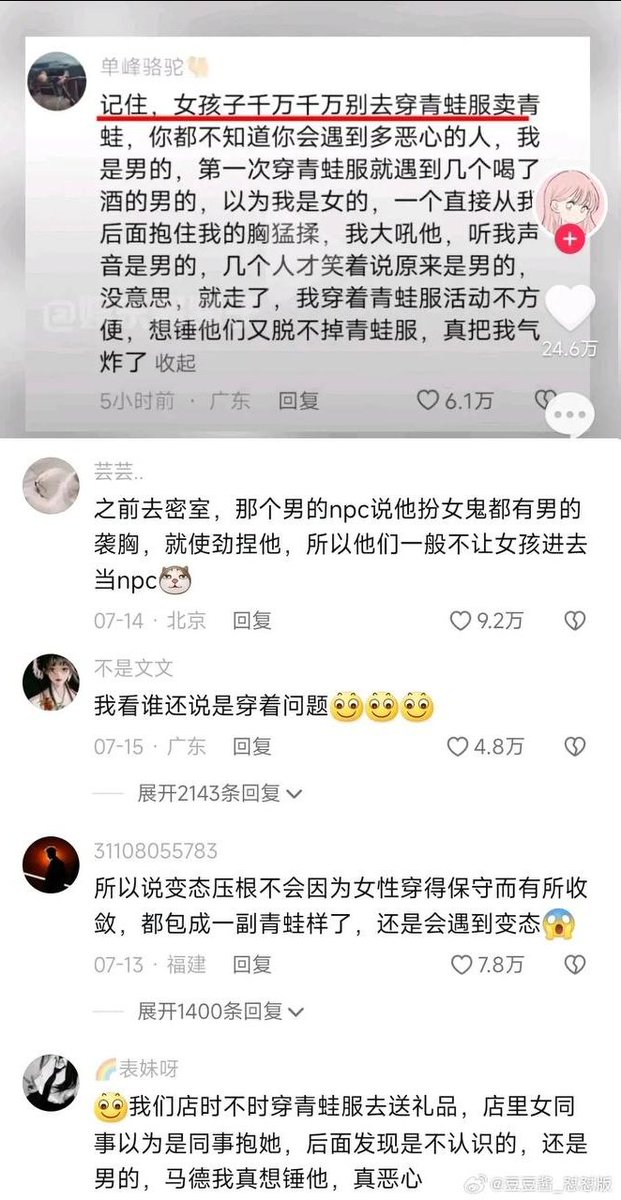 单峰骆驼
记住，女孩子千万千万别去穿青蛙服卖青
蛙，你都不知道你会遇到多恶心的人，我
是男的，第一次穿青蛙服就遇到几个喝了
酒的男的，以为我是女的，一个直接从我
后面抱住我的胸猛揉，我大吼他，听我声
音是男的，几个人才笑着说原来是男的，
没意思，就走了，我穿着青蛙服活动不方
便，想锤他们又脱不掉青蛙服，真把我气
炸了 收起
24.6万
5小时前 · 广东 回复 6.1万
芸芸..
之前去密室，那个男的npc说他扮女鬼都有男的
袭胸，就使劲捏他，所以他们一般不让女孩进去
当npc
07-14 · 北京 回复 9.2万
不是文文
我看谁还说是穿着问题
07-15 · 广东 回复 4.8万
展开2143条回复
31108055783
所以说变态压根不会因为女性穿得保守而有所收
敛，都包成一副青蛙样了，还是会遇到变态
07-13 · 福建 回复 7.8万
展开1400条回复
表妹呀
我们店时不时穿青蛙服去送礼品，店里女同
事以为是同事抱她，后面发现是不认识的，还是
男的，马德我真想锤他，真恶心